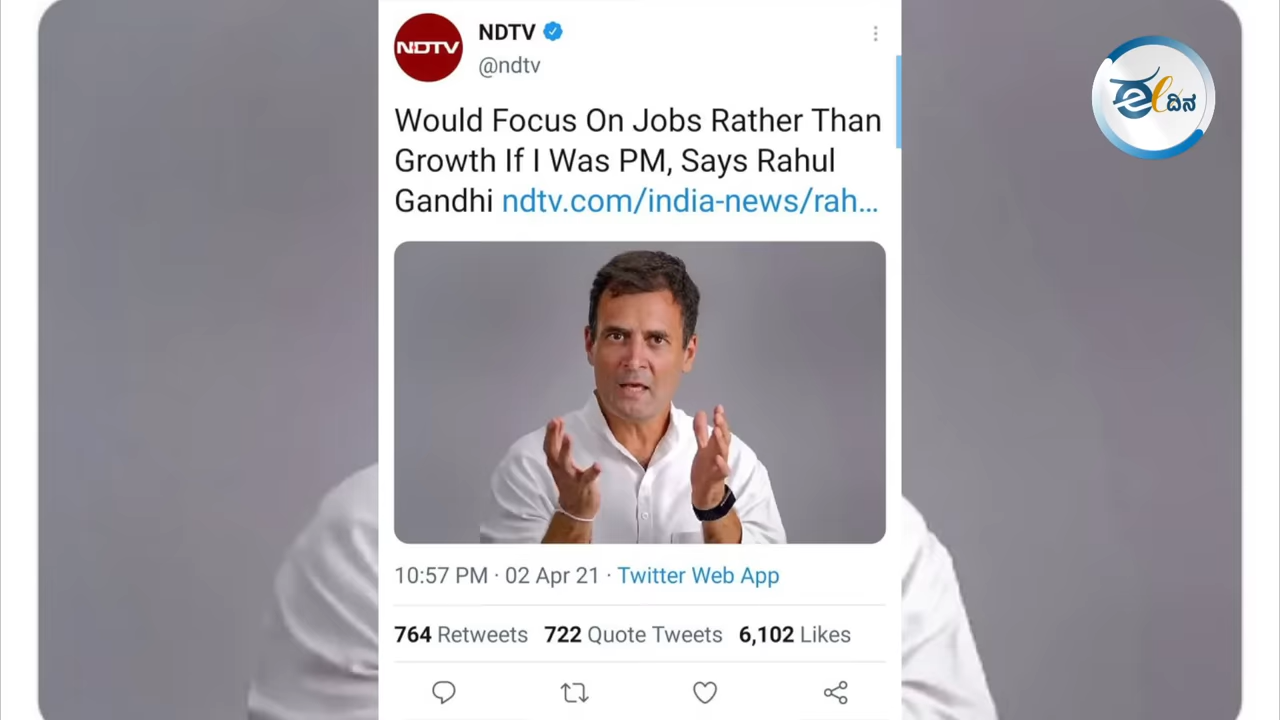 NDTV
NDTV
@ndtv
Would Focus On Jobs Rather Than
Growth If I Was PM, Says Rahul
Gandhi ndtv.com/india-news/rah...
10:57 PM · 02 Apr 21 · Twitter Web App
764 Retweets 722 Quote Tweets 6,102 Likes
eದಿನ